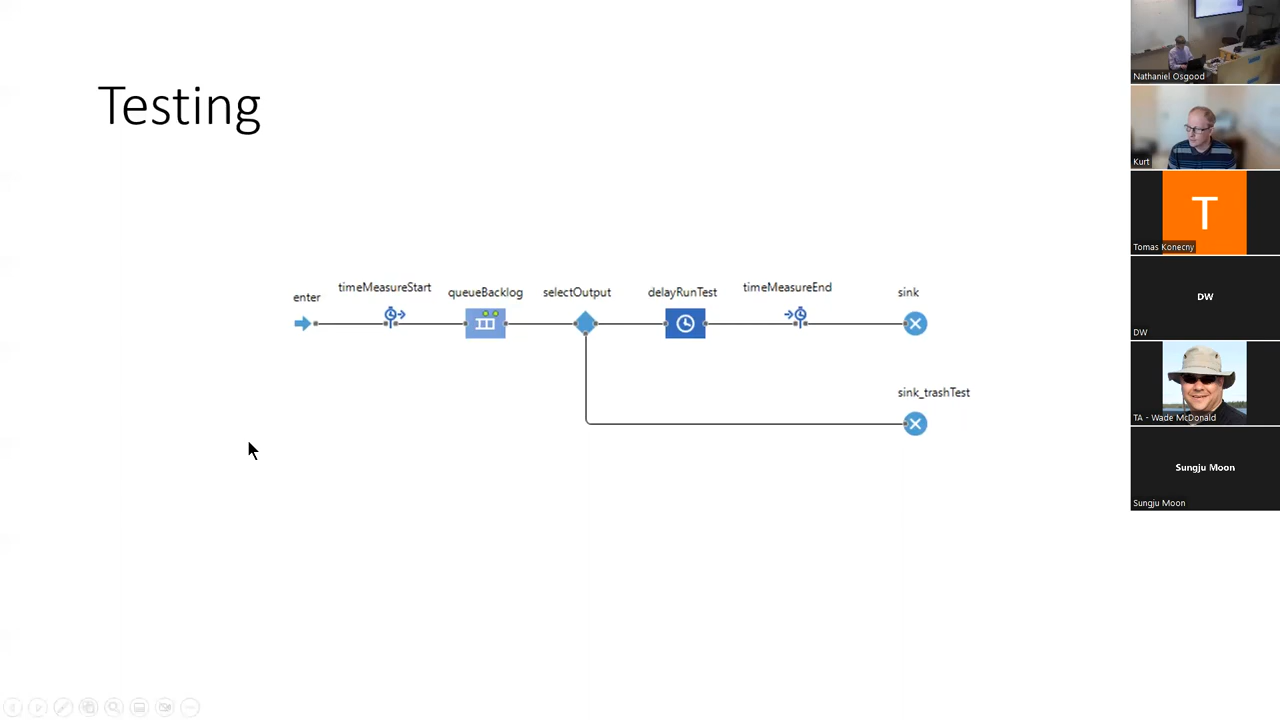 Testing
enter
timeMeasureStart
queueBacklog
selectOutput
delayRunTest
timeMeasureEnd
sink
sink_trashTest
Nathaniel Osgood
Kurt
T
Tomas Konecny
DW
DW
TA - Wade McDonald
Sungju Moon
Sungju Moon